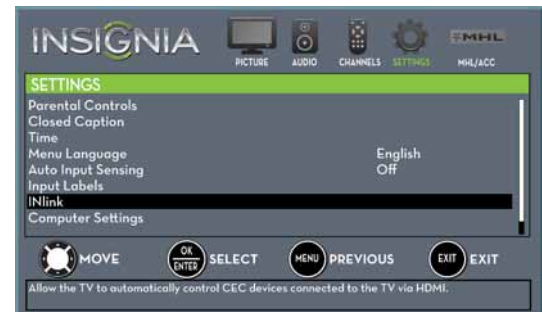 INSIGNIA
MHL
PICTURE AUDIO CHANNELS SETTINGS MHL/ACC
SETTINGS
Parental Controls
Closed Caption
Time
Menu Language English
Auto Input Sensing Off
Input Labels
INlink
Computer Settings
MOVE OK ENTER SELECT MENU PREVIOUS EXIT EXIT
Allow the TV to automatically control CEC devices connected to the TV via HDMI.